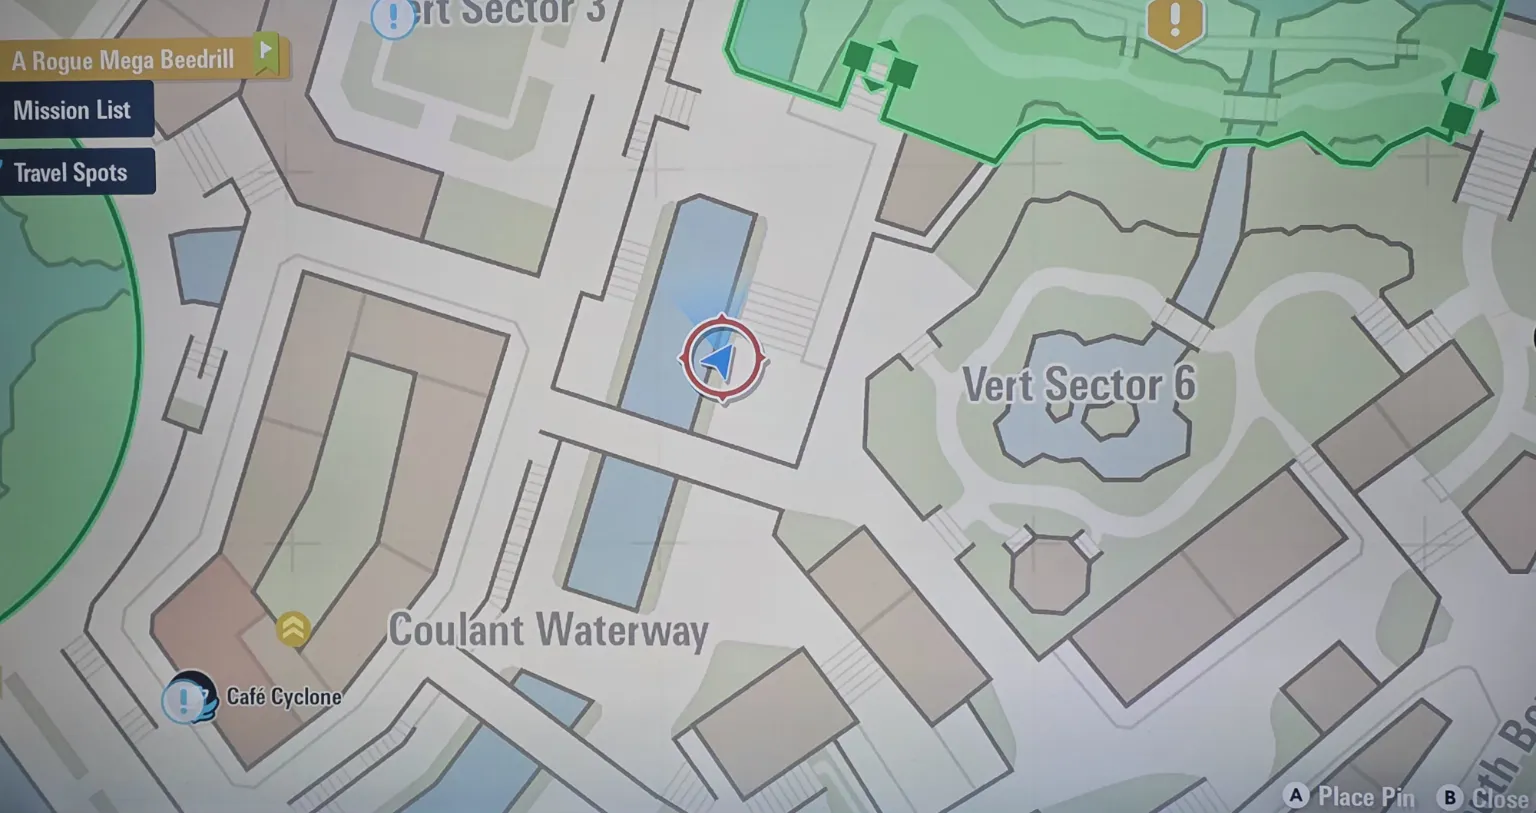 ert Sector 3
A Rogue Mega Beedrill
Mission List
Travel Spots
Vert Sector 6
Coulant Waterway
Café Cyclone
A Place Pin
B Close